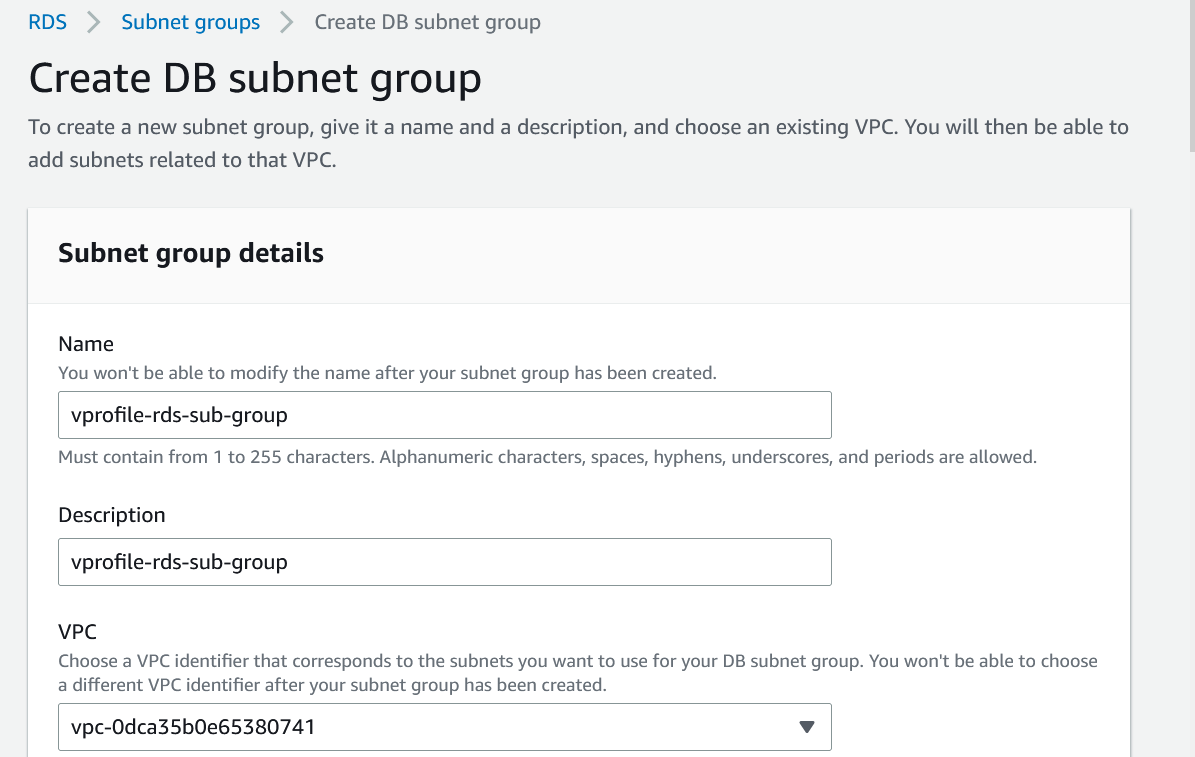 RDS Subnet groups Create DB subnet group
Create DB subnet group
To create a new subnet group, give it a name and a description, and choose an existing VPC. You will then be able to
add subnets related to that VPC.
Subnet group details
Name
You won't be able to modify the name after your subnet group has been created.
vprofile-rds-sub-group
Must contain from 1 to 255 characters. Alphanumeric characters, spaces, hyphens, underscores, and periods are allowed.
Description
vprofile-rds-sub-group
VPC
Choose a VPC identifier that corresponds to the subnets you want to use for your DB subnet group. You won't be able to choose
a different VPC identifier after your subnet group has been created.
vpc-0dca35b0e65380741